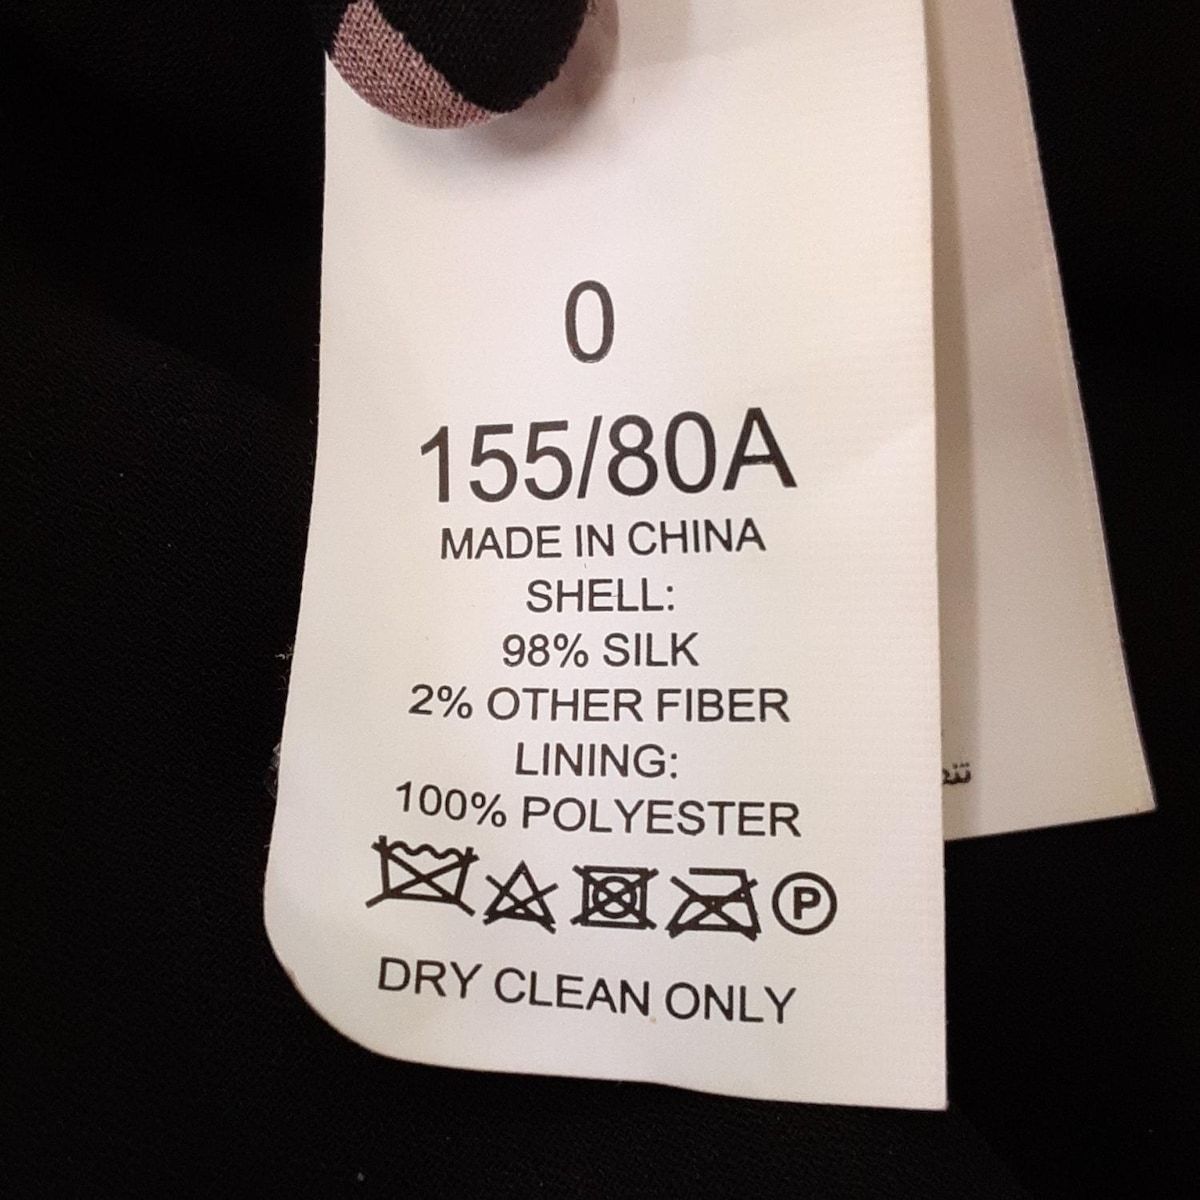 0
155/80A
MADE IN CHINA
SHELL:
98% SILK
2% OTHER FIBER
LINING:
100% POLYESTER
P
DRY CLEAN ONLY